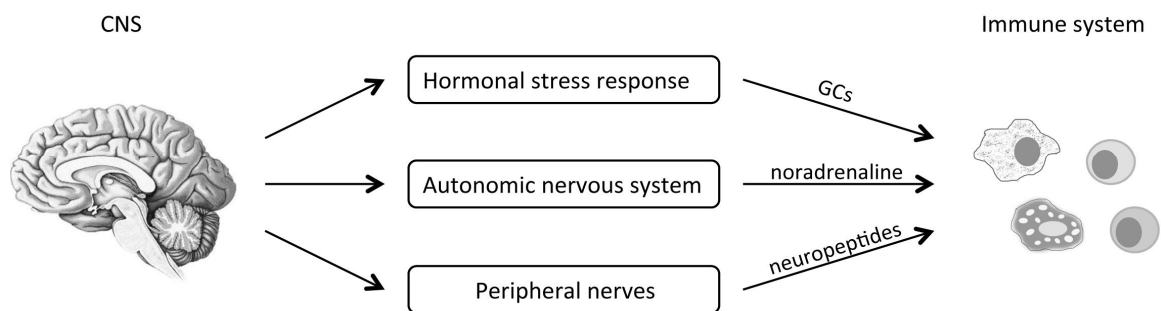 CNS
Immune system
Hormonal stress response
GCs
Autonomic nervous system
noradrenaline
Peripheral nerves
neuropeptides